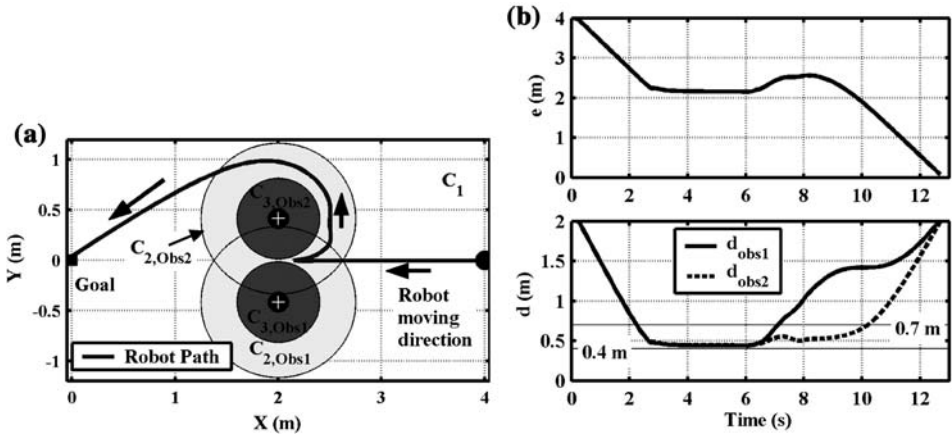 (a)
Y (m)
1
0.5
0
-0.5
-1
C1
C3,Obs2
C2,Obs2
Goal
C3,Obs1
C2,Obs1
Robot
moving
direction
Robot Path
0 1 2 3 4
X (m)
(b)
e (m)
4
3
2
1
0
0 2 4 6 8 10 12
d (m)
2
1.5
1
0.5
0
dobs1
dobs2
0.7 m
0.4 m
0 2 4 6 8 10 12
Time (s)